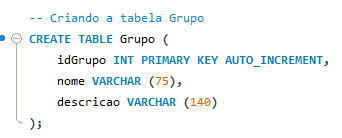 -- Criando a tabela Grupo
CREATE TABLE Grupo (
idGrupo INT PRIMARY KEY AUTO_INCREMENT,
nome VARCHAR (75),
descricao VARCHAR (140)
);